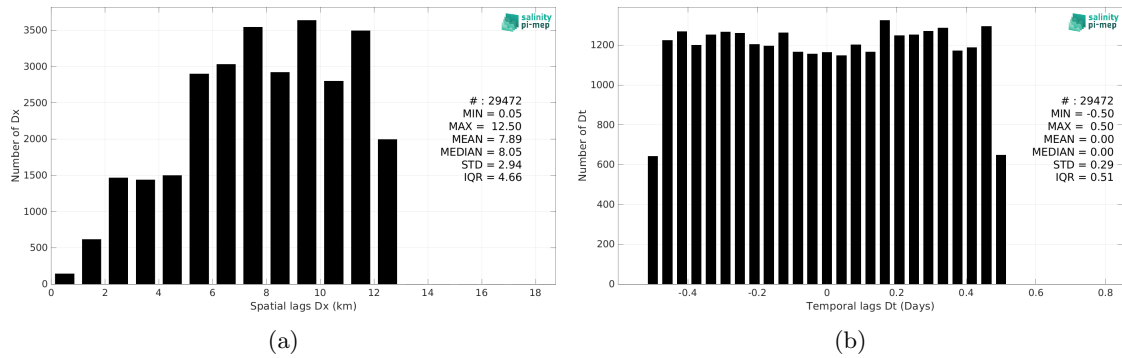 3500
3000
2500
2000
1500
1000
500
0
Number of Dx
salinity
pi-mep
# : 29472
MIN = 0.05
MAX = 12.50
MEAN = 7.89
MEDIAN = 8.05
STD = 2.94
IQR = 4.66
0 2 4 6 8 10 12 14 16 18
Spatial lags Dx (km)
(a)
1200
1000
800
600
400
200
0
Number of Dt
salinity
pi-mep
# : 29472
MIN = -0.50
MAX = 0.50
MEAN = 0.00
MEDIAN = 0.00
STD = 0.29
IQR = 0.51
-0.4 -0.2 0 0.2 0.4 0.6 0.8
Temporal lags Dt (Days)
(b)